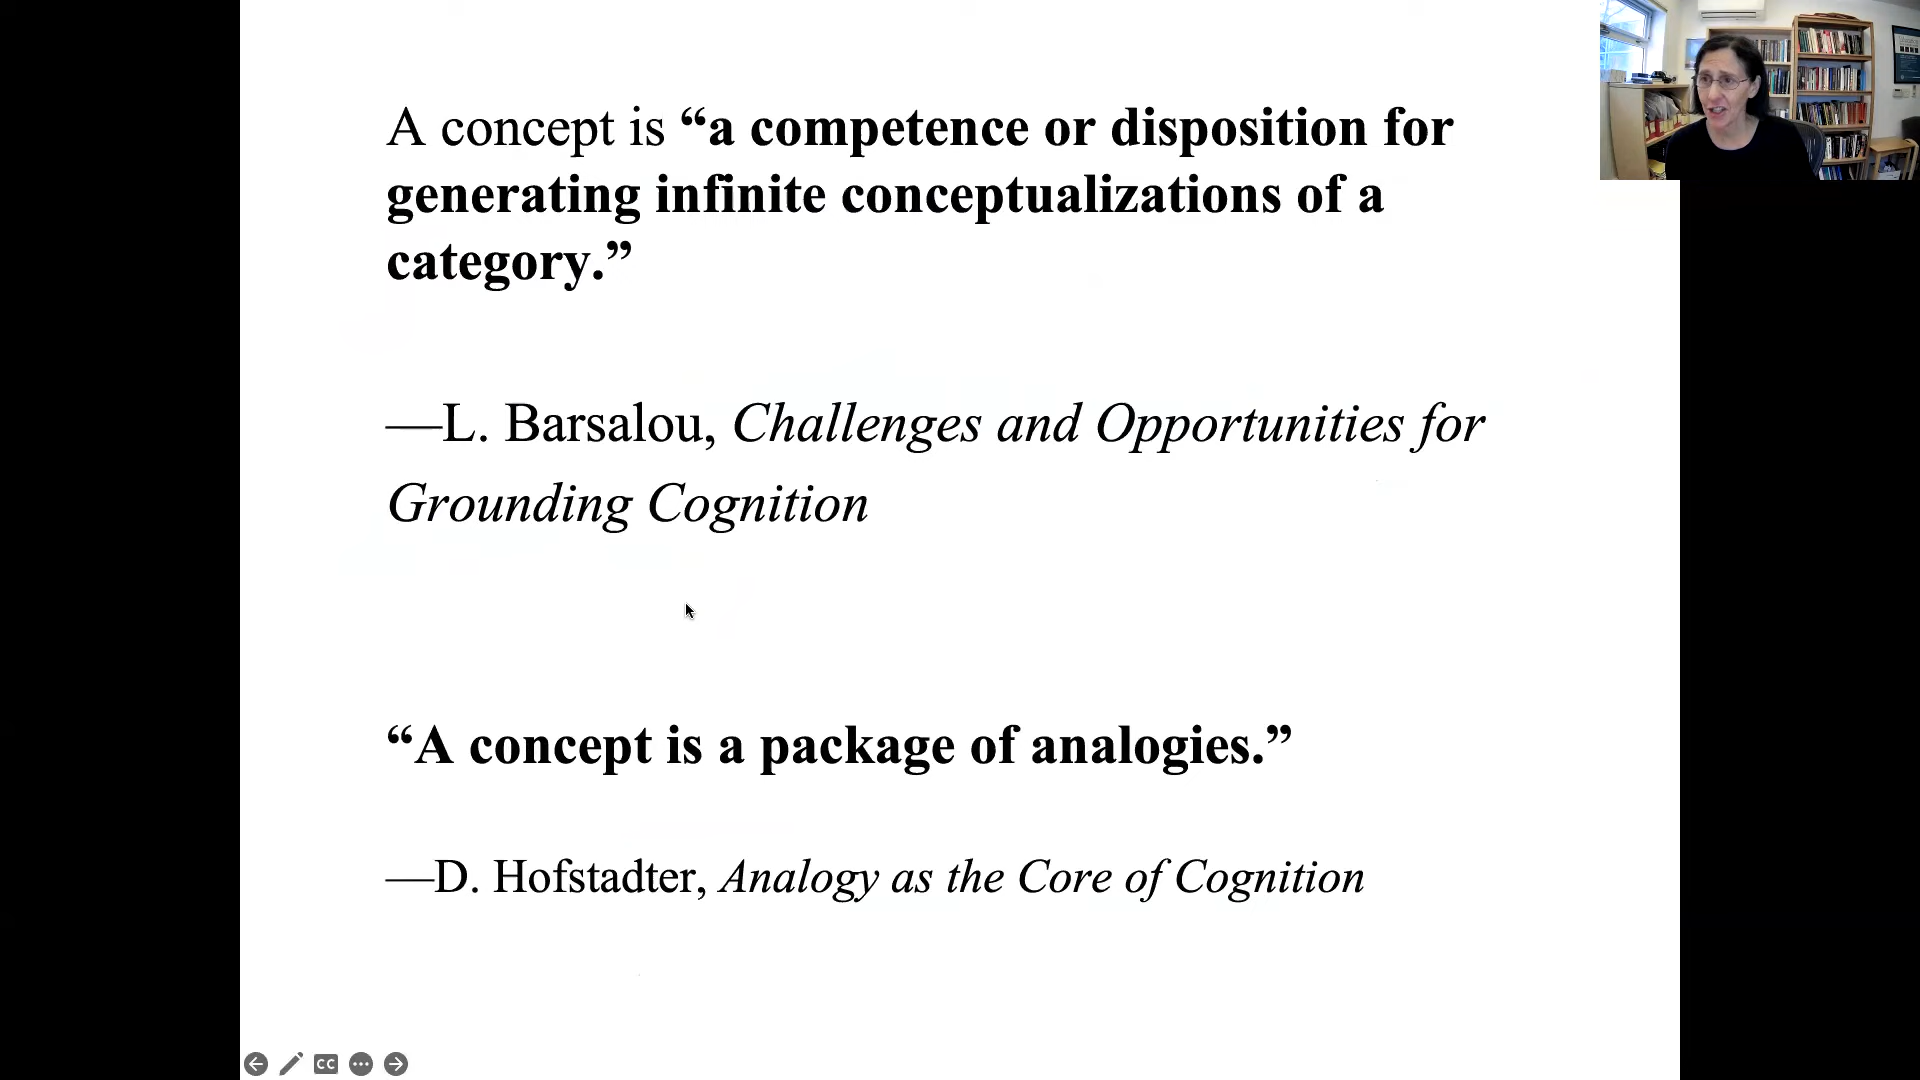 A concept is “a competence or disposition for
generating infinite conceptualizations of a
category.”
—L. Barsalou, Challenges and Opportunities for
Grounding Cognition
“A concept is a package of analogies.”
—D. Hofstadter, Analogy as the Core of Cognition
CC